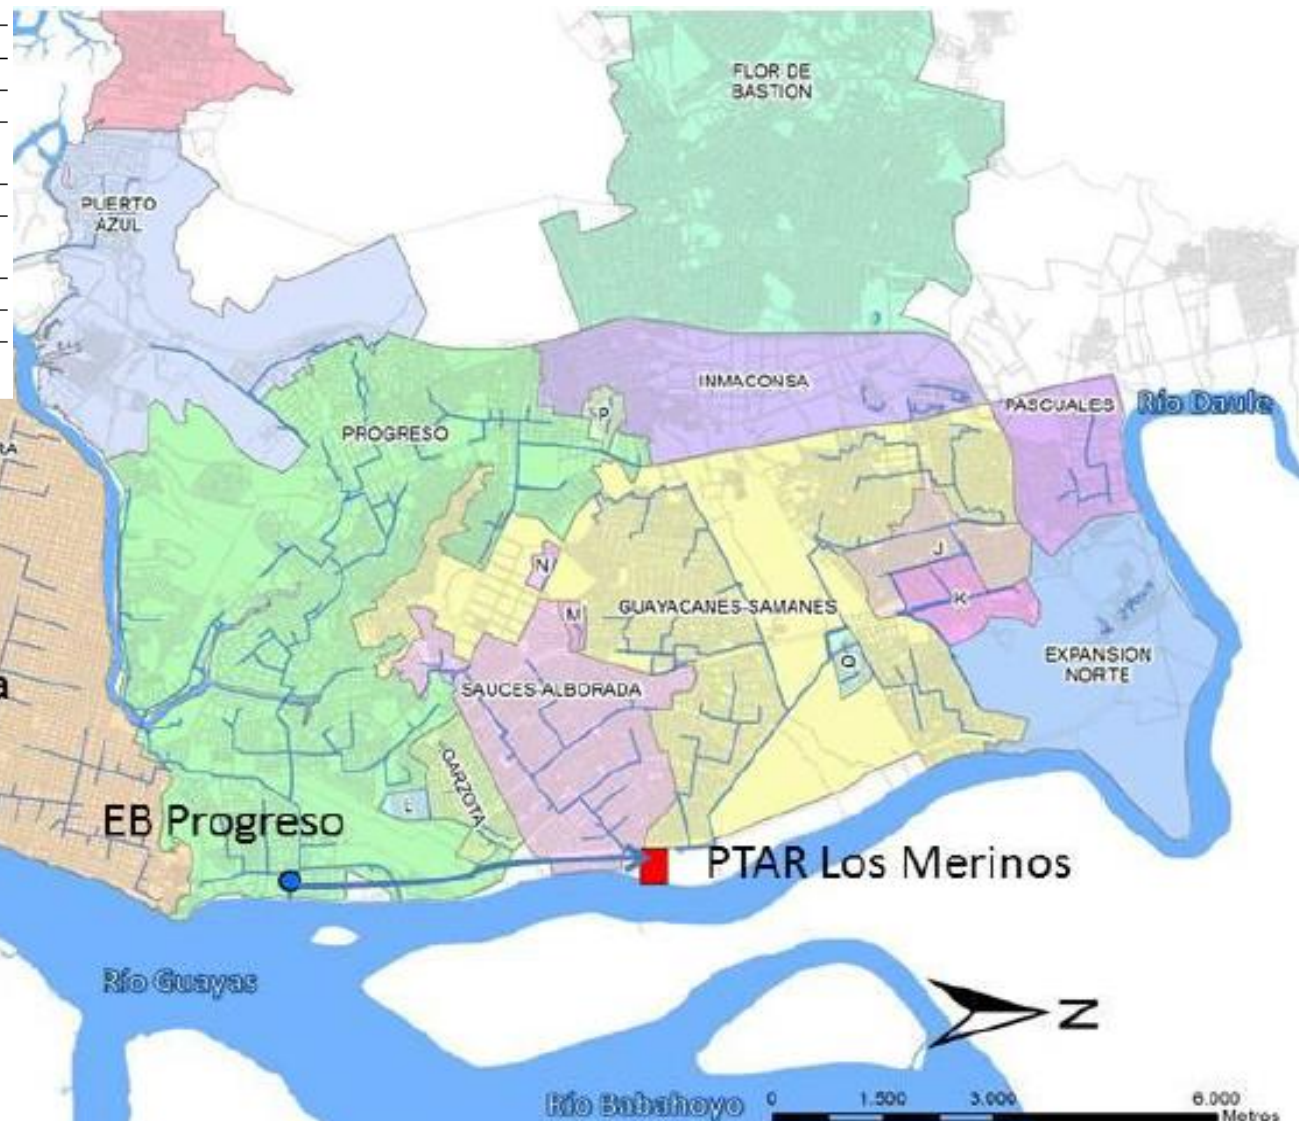 FLOR DE
BASTION
PUERTO
AZUL
INMACONSA
PASCUALES
Río Daule
P
PROGRESO
RA
N
J
K
M
GUAYACANES-SAMANES
Q
EXPANSION
NORTE
SAUCES-ALBORADA
a
GARZOTA
L
EB Progreso
PTAR Los Merinos
Río Guayas
N
Río Babahoyo
0 1.500 3.000 6.000
Metros